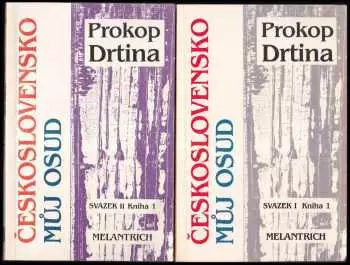 ČESKOSLOVENSKO
MŮJ OSUD
Prokop
Drtina
SVAZEK II Kniha 1
MELANTRICH
ČESKOSLOVENSKO
MŮJ OSUD
Prokop
Drtina
SVAZEK I Kniha 1
MELANTRICH